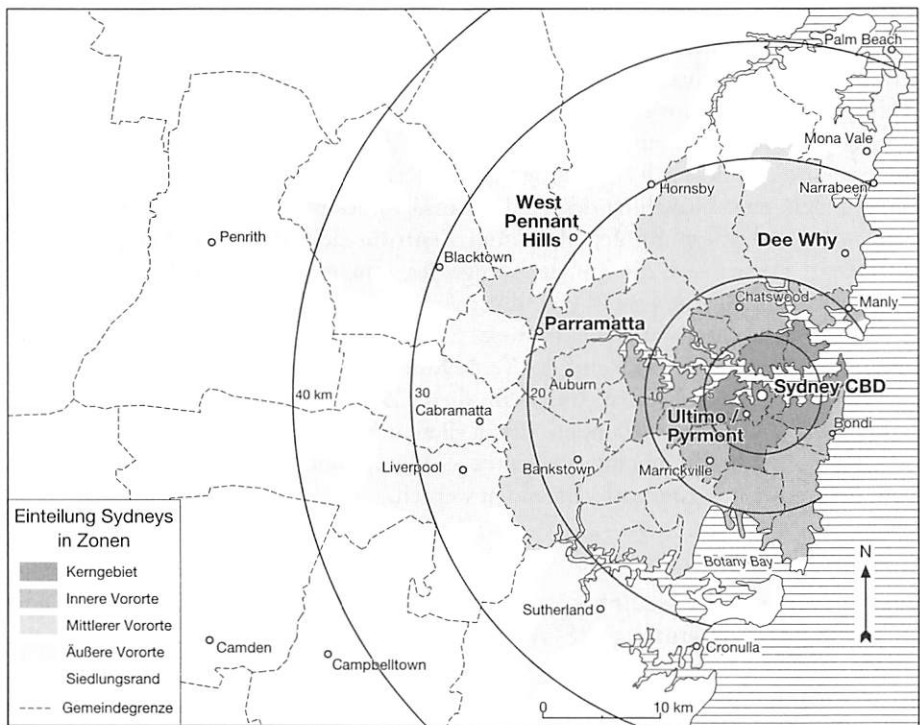 Palm Beach
Mona Vale
Hornsby
Narrabeen
West
Pennant
Hills
Penrith
Dee Why
Blacktown
Chatswood
Manly
Parramatta
Auburn
40 km
30
20
10
5
Sydney CBD
Cabramatta
Ultimo /
Pyrmont
Bondi
Liverpool
Bankstown
Marrickville
Einteilung Sydneys
in Zonen
Kerngebiet
Innere Vororte
Mittlerer Vororte
Äußere Vororte
Siedlungsrand
Gemeindegrenze
Botany Bay
N
Sutherland
Camden
Campbelltown
Cronulla
0 10 km